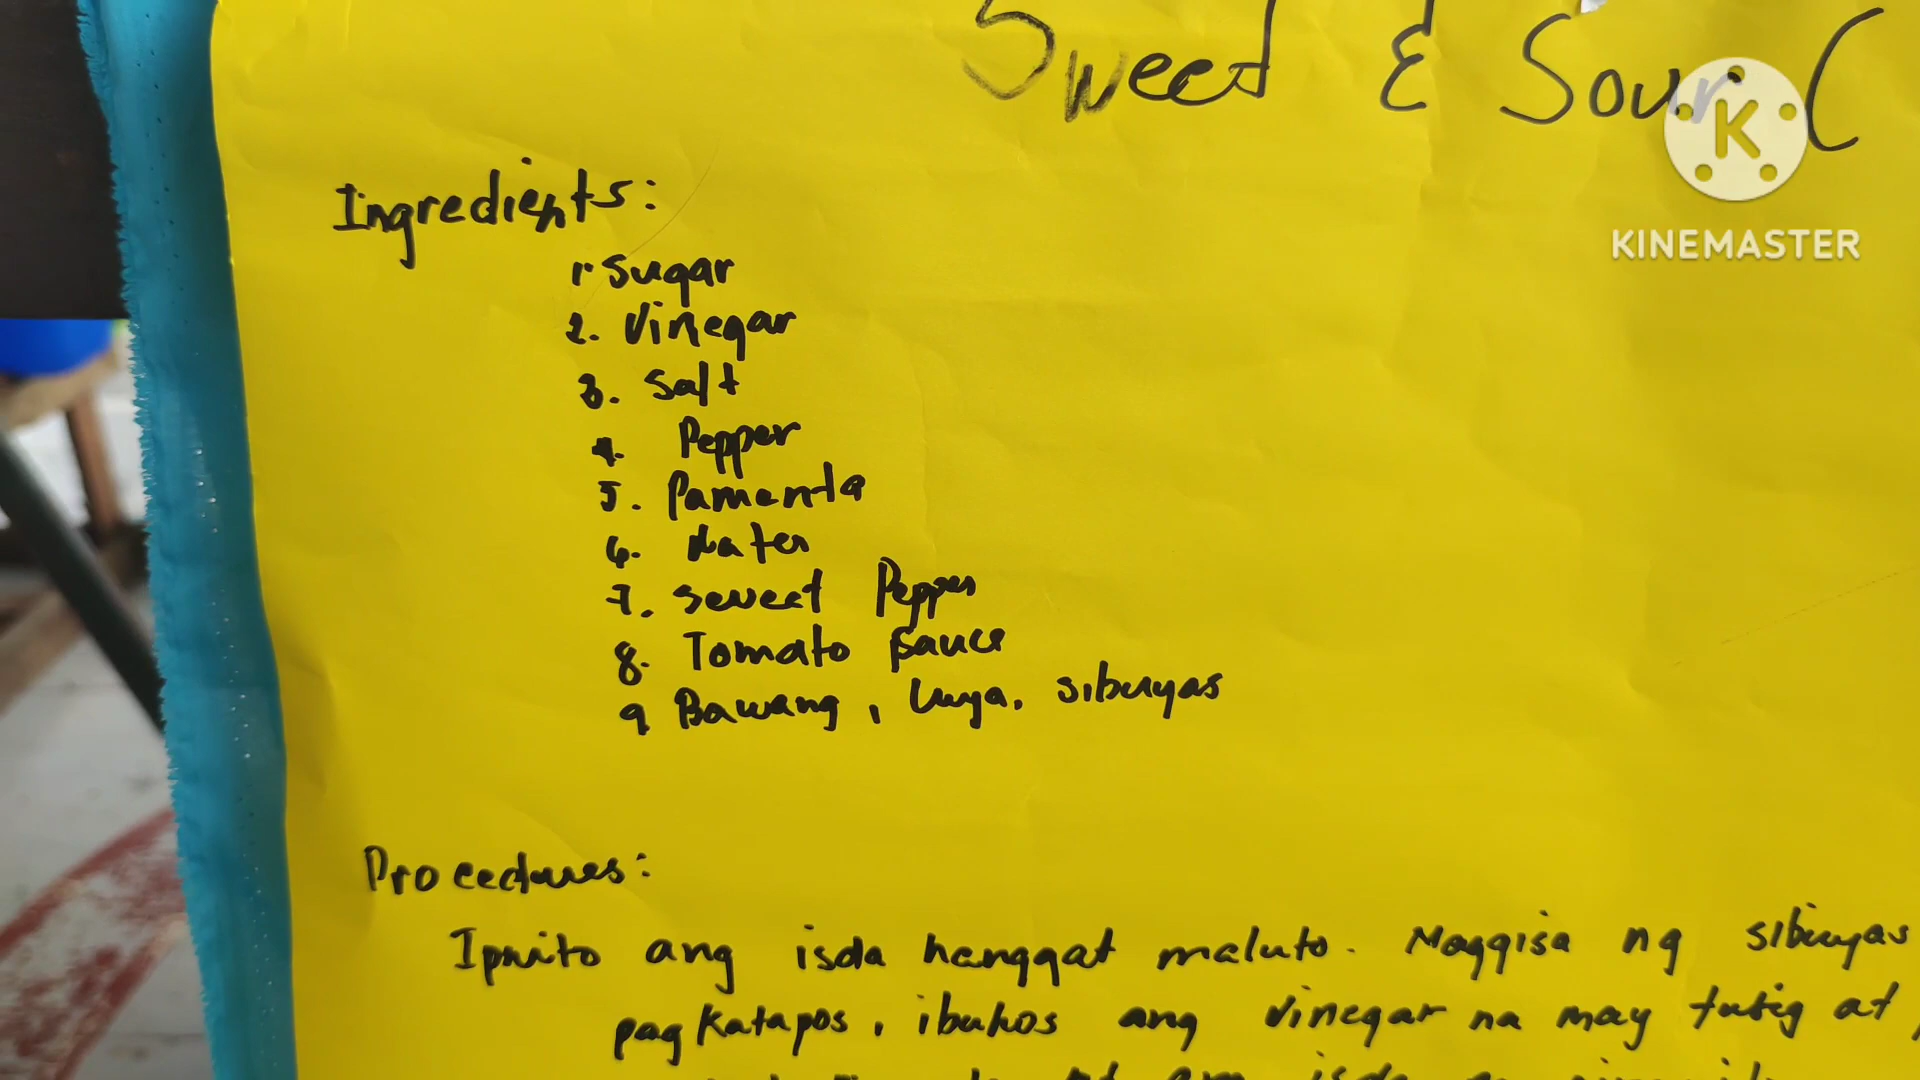 Sweet & Sour (
Ingredients:
1. Sugar
2. Vinegar
3. Salt
4. Pepper
5. Pamenta
6. Water
7. Seweet Pepper
8. Tomato Sauce
9 Bawang, Luya, sibuyas
Procedures:
Iprito ang isda hanggat maluto. Maggisa ng sibuyas
pagkatapos, ibuhos ang vinegar na may tubig at
isda
KINEMASTER